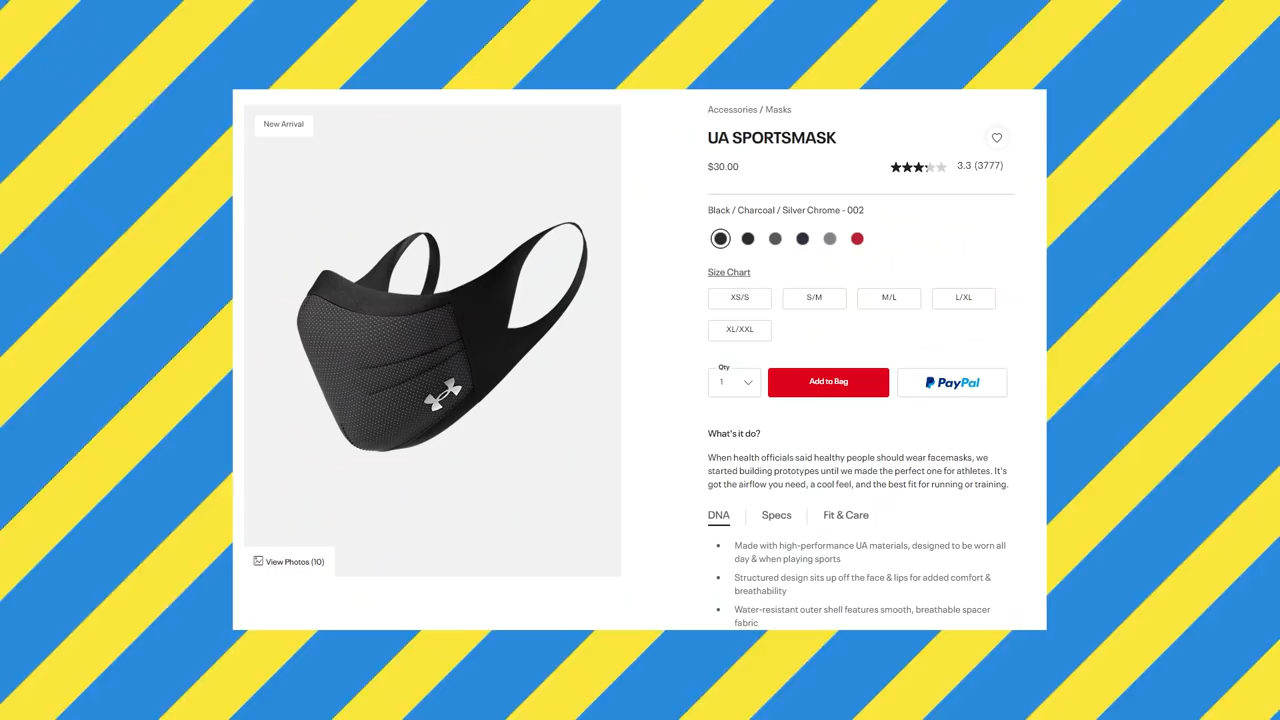 New Arrival
Accessories / Masks
UA SPORTSMASK
$30.00
3.3 (3777)
Black / Charcoal / Silver Chrome - 002
Size Chart
XS/S
S/M
M/L
L/XL
XL/XXL
Qty
1
Add to Bag
PayPal
What's it do?
When health officials said healthy people should wear facemasks, we
started building prototypes until we made the perfect one for athletes. It's
got the airflow you need, a cool feel, and the best fit for running or training.
DNA
Specs
Fit & Care
Made with high-performance UA materials, designed to be worn all
day & when playing sports
Structured design sits up off the face & lips for added comfort &
breathability
Water-resistant outer shell features smooth, breathable spacer
fabric
View Photos (10)